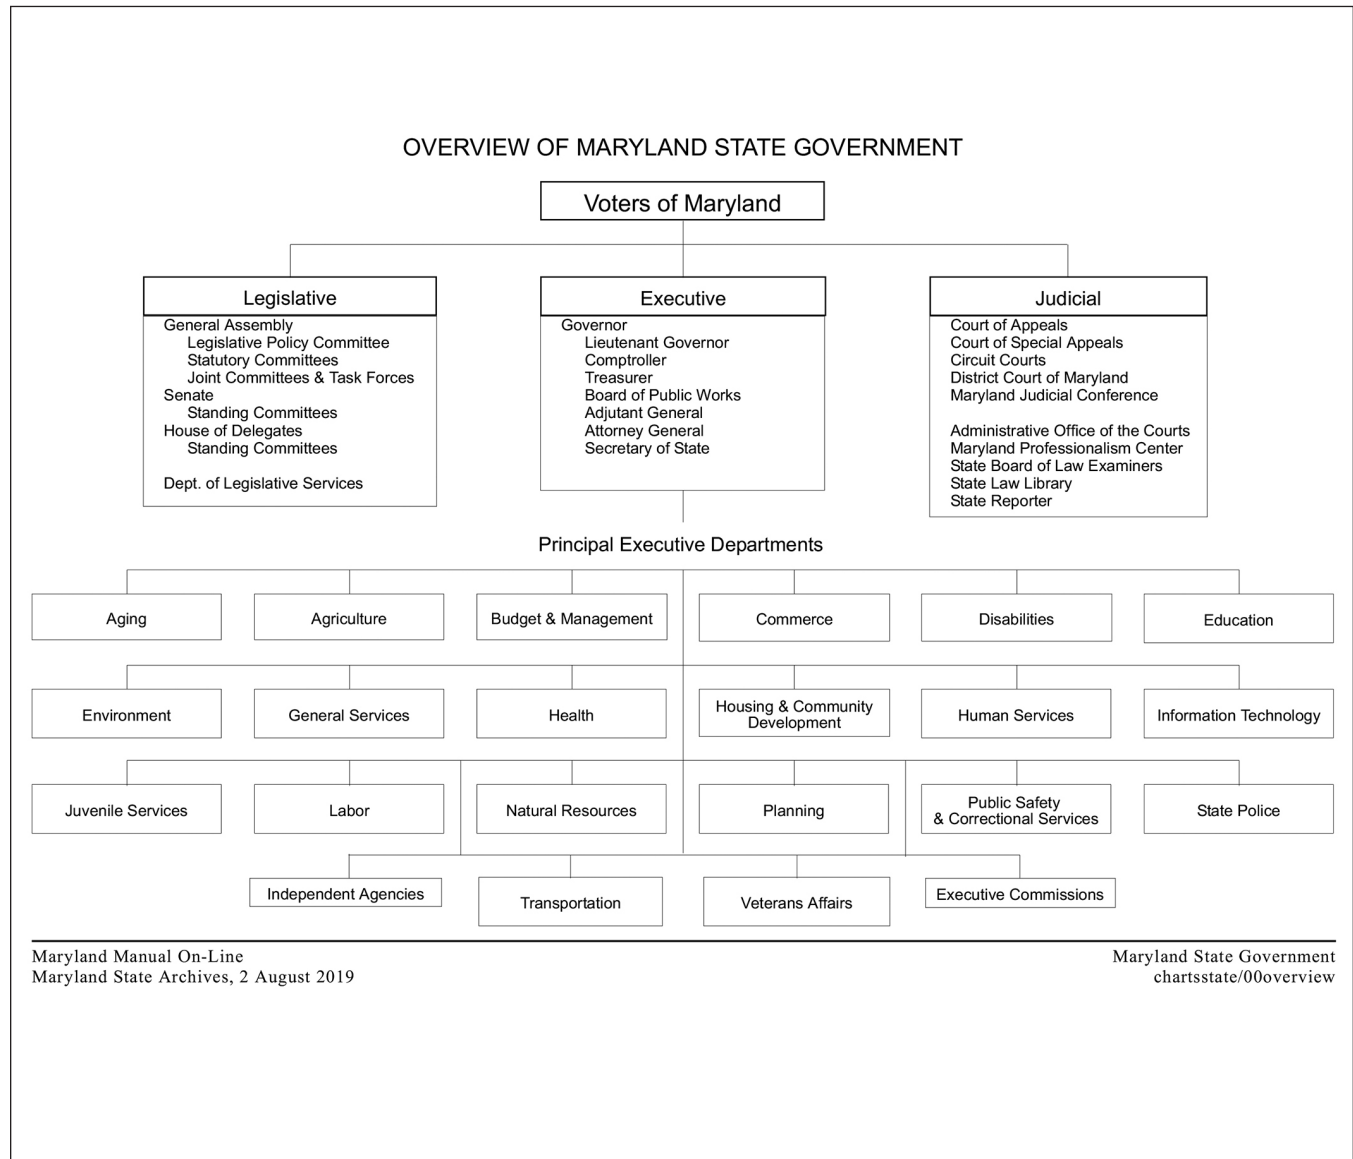 OVERVIEW OF MARYLAND STATE GOVERNMENT
Voters of Maryland
Legislative
General Assembly
Legislative Policy Committee
Statutory Committees
Joint Committees & Task Forces
Senate
Standing Committees
House of Delegates
Standing Committees
Dept. of Legislative Services
Executive
Governor
Lieutenant Governor
Comptroller
Treasurer
Board of Public Works
Adjutant General
Attorney General
Secretary of State
Judicial
Court of Appeals
Court of Special Appeals
Circuit Courts
District Court of Maryland
Maryland Judicial Conference
Administrative Office of the Courts
Maryland Professionalism Center
State Board of Law Examiners
State Law Library
State Reporter
Principal Executive Departments
Aging
Agriculture
Budget & Management
Commerce
Disabilities
Education
Environment
General Services
Health
Housing & Community
Development
Human Services
Information Technology
Juvenile Services
Labor
Natural Resources
Planning
Public Safety
& Correctional Services
State Police
Independent Agencies
Transportation
Veterans Affairs
Executive Commissions
Maryland Manual On-Line
Maryland State Archives, 2 August 2019
Maryland State Government
chartsstate/00overview